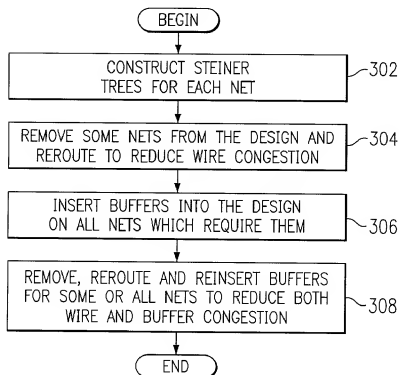 BEGIN
CONSTRUCT STEINER
TREES FOR EACH NET
302
REMOVE SOME NETS FROM THE DESIGN AND
REROUTE TO REDUCE WIRE CONGESTION
304
INSERT BUFFERS INTO THE DESIGN
ON ALL NETS WHICH REQUIRE THEM
306
REMOVE, REROUTE AND REINSERT BUFFERS
FOR SOME OR ALL NETS TO REDUCE BOTH
WIRE AND BUFFER CONGESTION
308
END